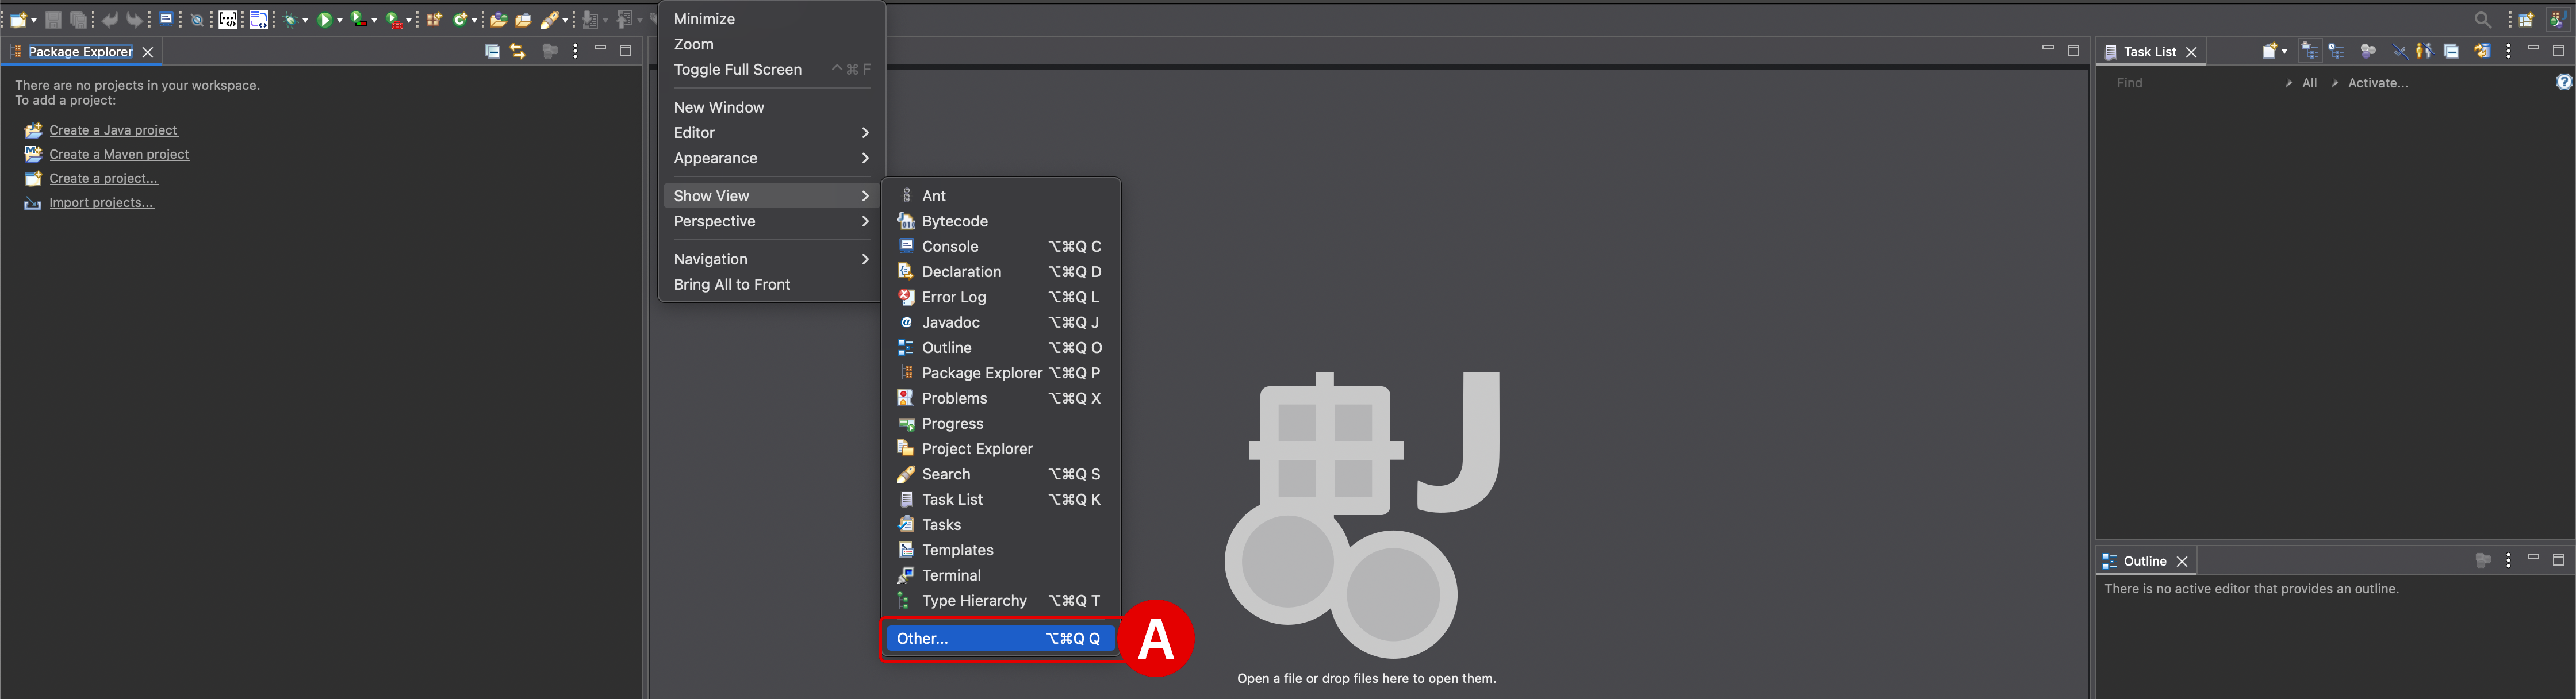 Package Explorer
There are no projects in your workspace.
To add a project:
Create a Java project
Create a Maven project
Create a project...
Import projects...
Minimize
Zoom
Toggle Full Screen ^⌘F
New Window
Editor
Appearance
Show View
Perspective
Navigation
Bring All to Front
Ant
Bytecode
Console ⌥⌘Q C
Declaration ⌥⌘Q D
Error Log ⌥⌘Q L
Javadoc ⌥⌘Q J
Outline ⌥⌘Q O
Package Explorer ⌥⌘Q P
Problems ⌥⌘Q X
Progress
Project Explorer
Search ⌥⌘Q S
Task List ⌥⌘Q K
Tasks
Templates
Terminal
Type Hierarchy ⌥⌘Q T
Other... ⌥⌘Q Q
A
J
Open a file or drop files here to open them.
Task List
Find
All
Activate...
Outline
There is no active editor that provides an outline.